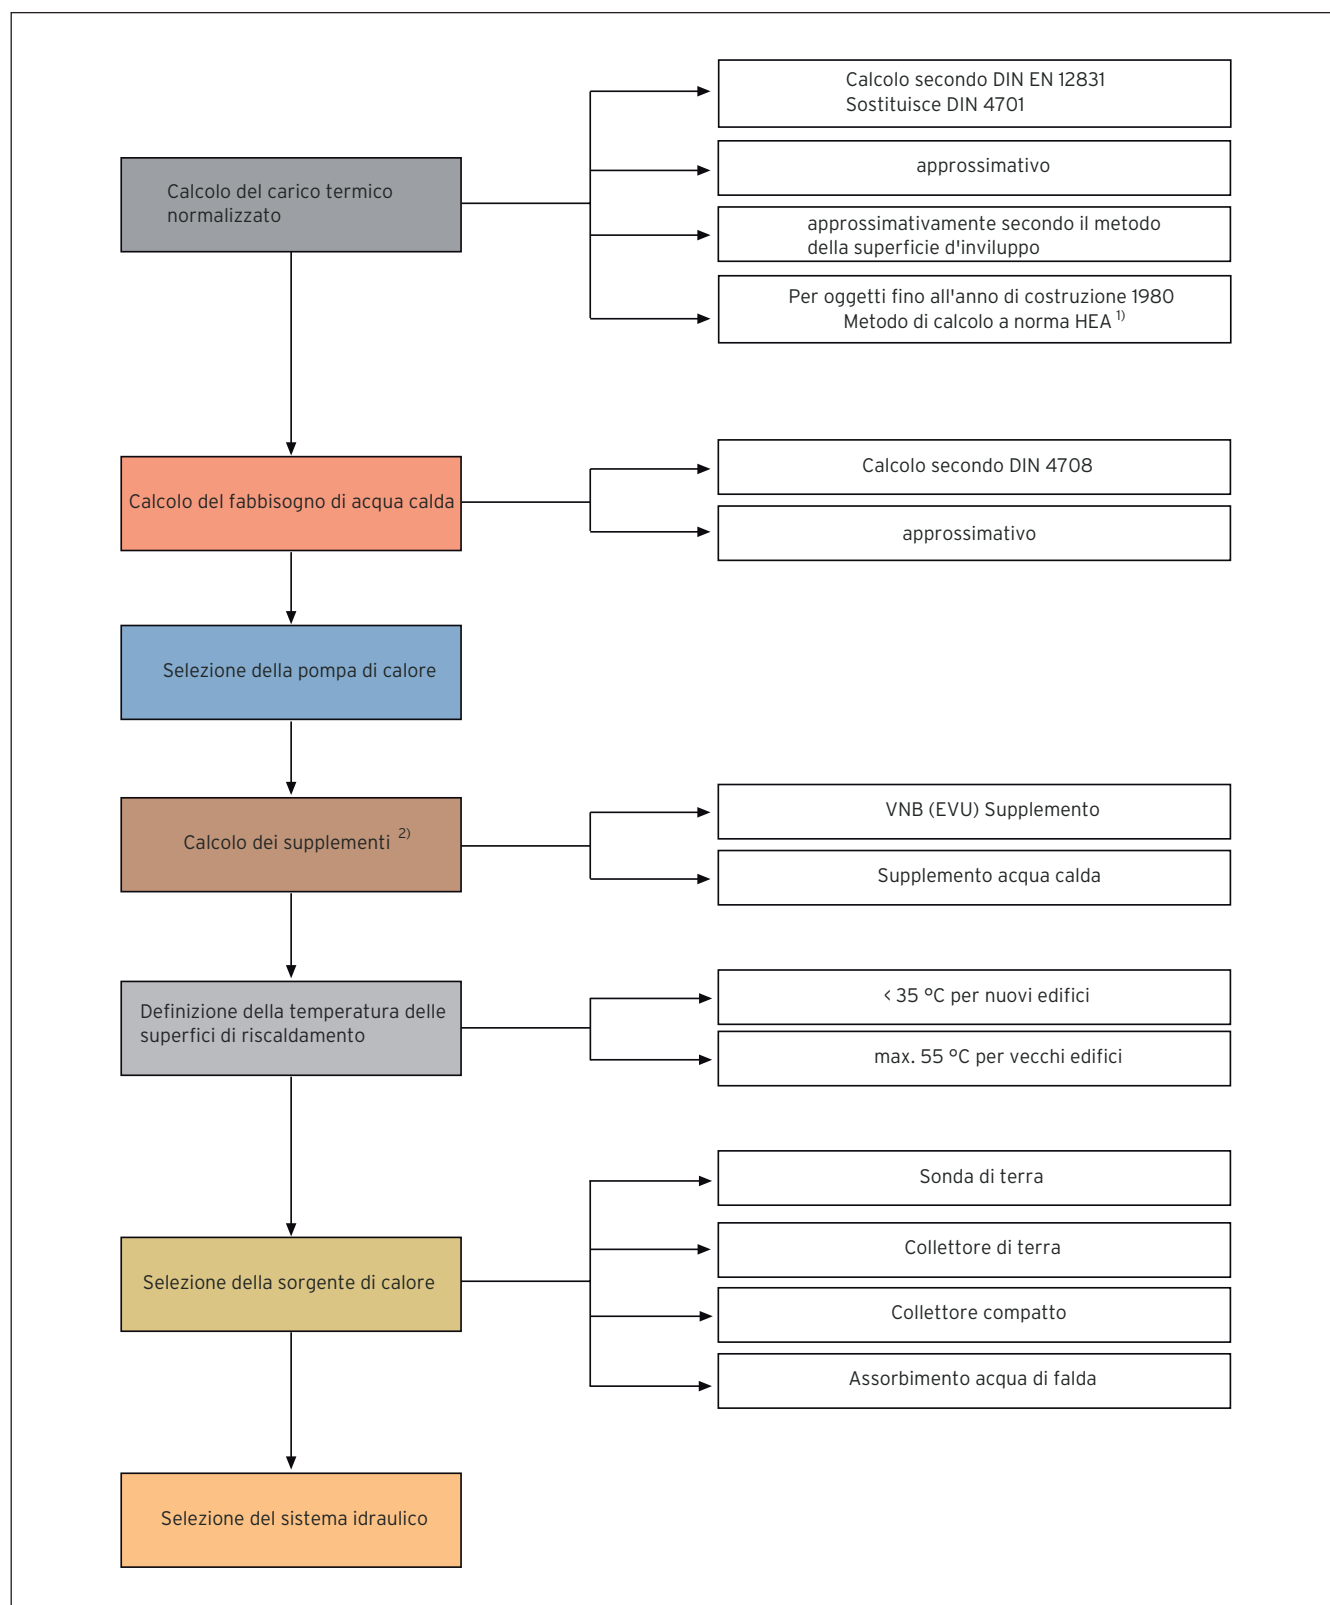 Calcolo del carico termico
normalizzato
Calcolo secondo DIN EN 12831
Sostituisce DIN 4701
approssimativo
approssimativamente secondo il metodo
della superficie d'inviluppo
Per oggetti fino all'anno di costruzione 1980
Metodo di calcolo a norma HEA 1)
Calcolo del fabbisogno di acqua calda
Calcolo secondo DIN 4708
approssimativo
Selezione della pompa di calore
Calcolo dei supplementi 2)
VNB (EVU) Supplemento
Supplemento acqua calda
Definizione della temperatura delle
superfici di riscaldamento
< 35 °C per nuovi edifici
max. 55 °C per vecchi edifici
Selezione della sorgente di calore
Sonda di terra
Collettore di terra
Collettore compatto
Assorbimento acqua di falda
Selezione del sistema idraulico